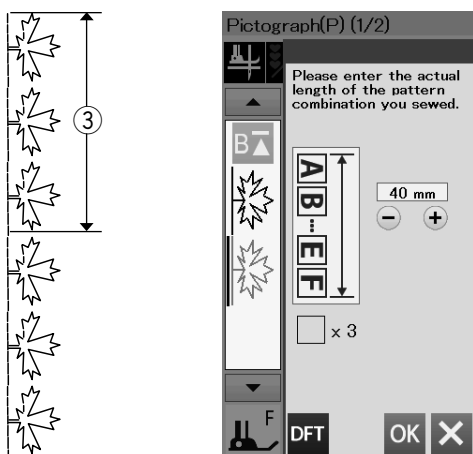 ③
Pictograph(P) (1/2)
Please enter the actual
length of the pattern
combination you sewed.
B
A
B
...
E
F
40 mm
− +
x 3
F
DFT
OK X